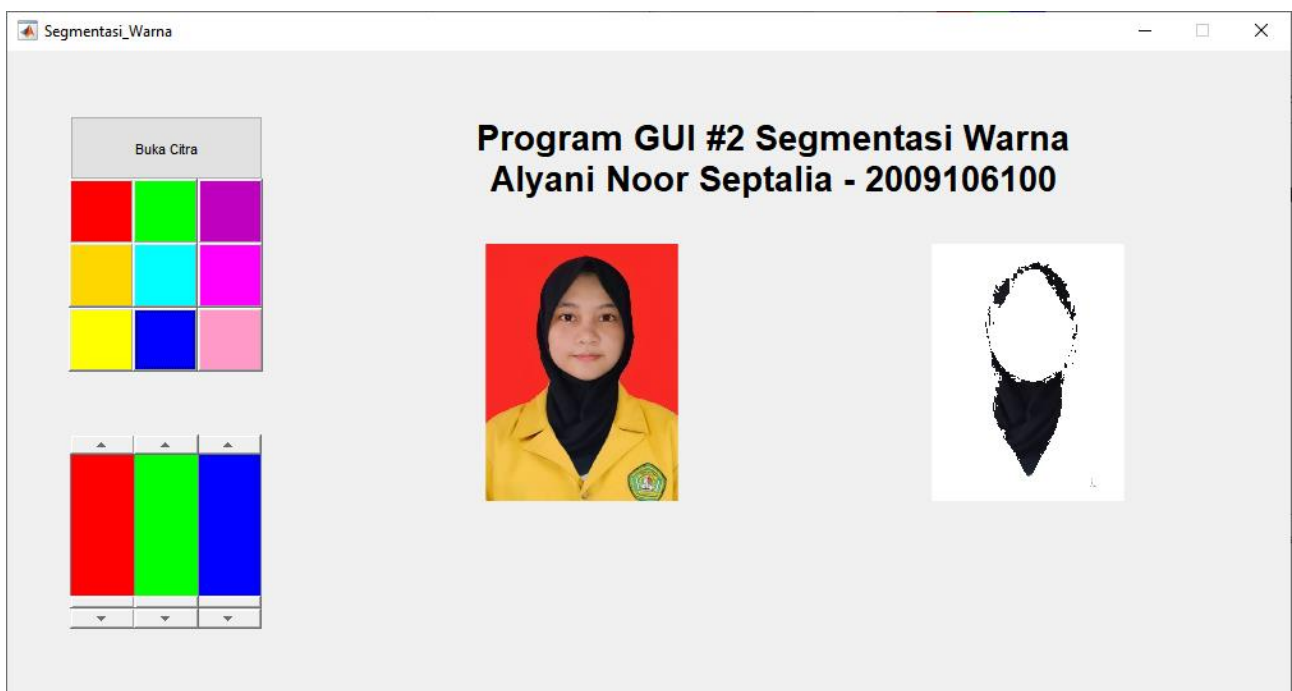 Segmentasi_Warna
Buka Citra
Program GUI #2 Segmentasi Warna
Alyani Noor Septalia - 2009106100